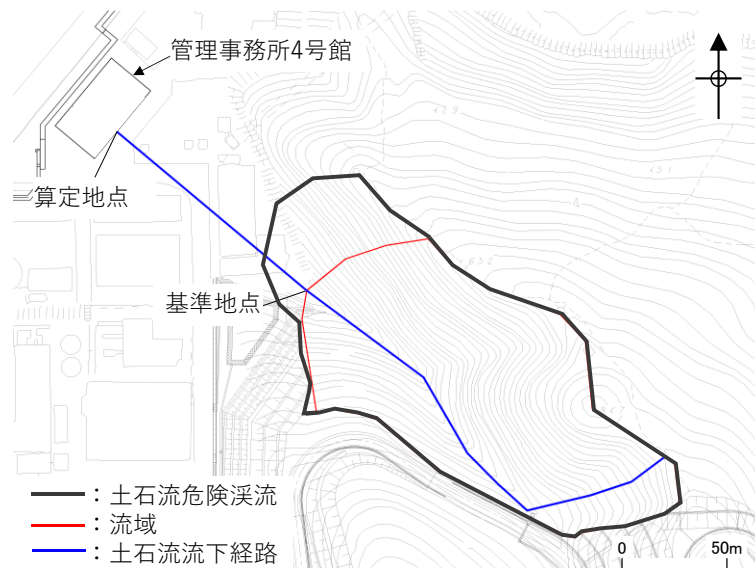 管理事務所4号館
算定地点
基準地点
━━：土石流危険渓流
━━：流域
━━：土石流流下経路
0 50m